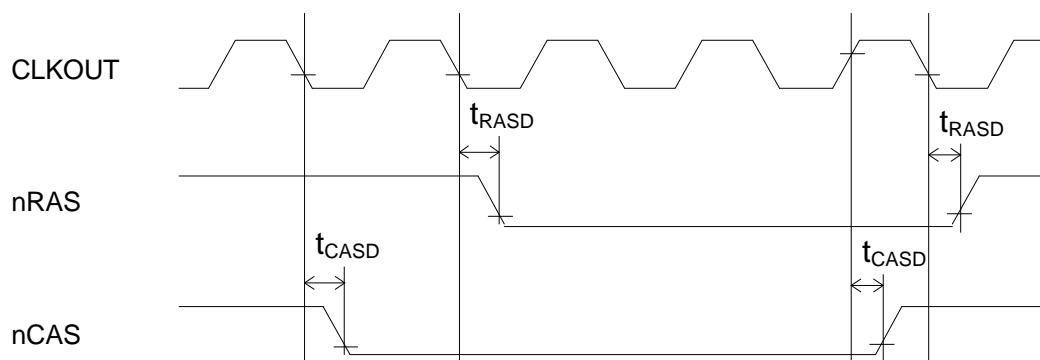 CLKOUT
tRASD
tRASD
nRAS
tCASD
tCASD
nCAS